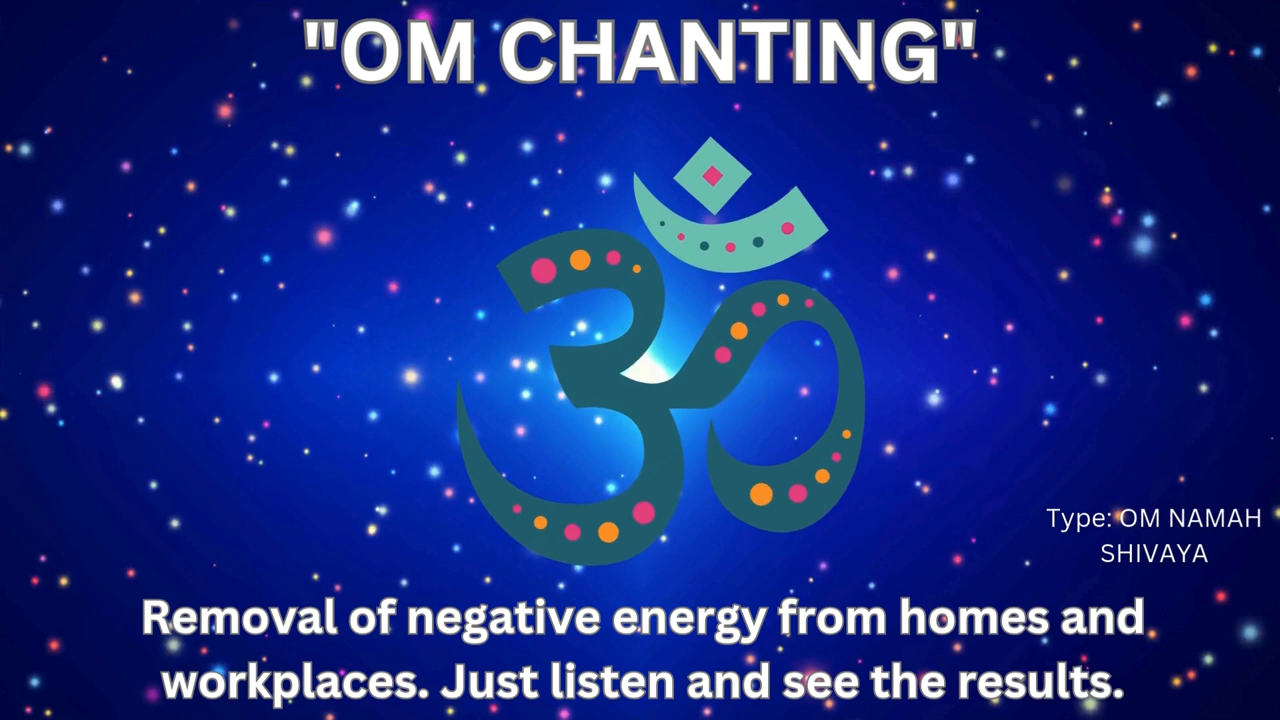 "OM CHANTING"
ॐ
Type: OM NAMAH
SHIVAYA
Removal of negative energy from homes and
workplaces. Just listen and see the results.